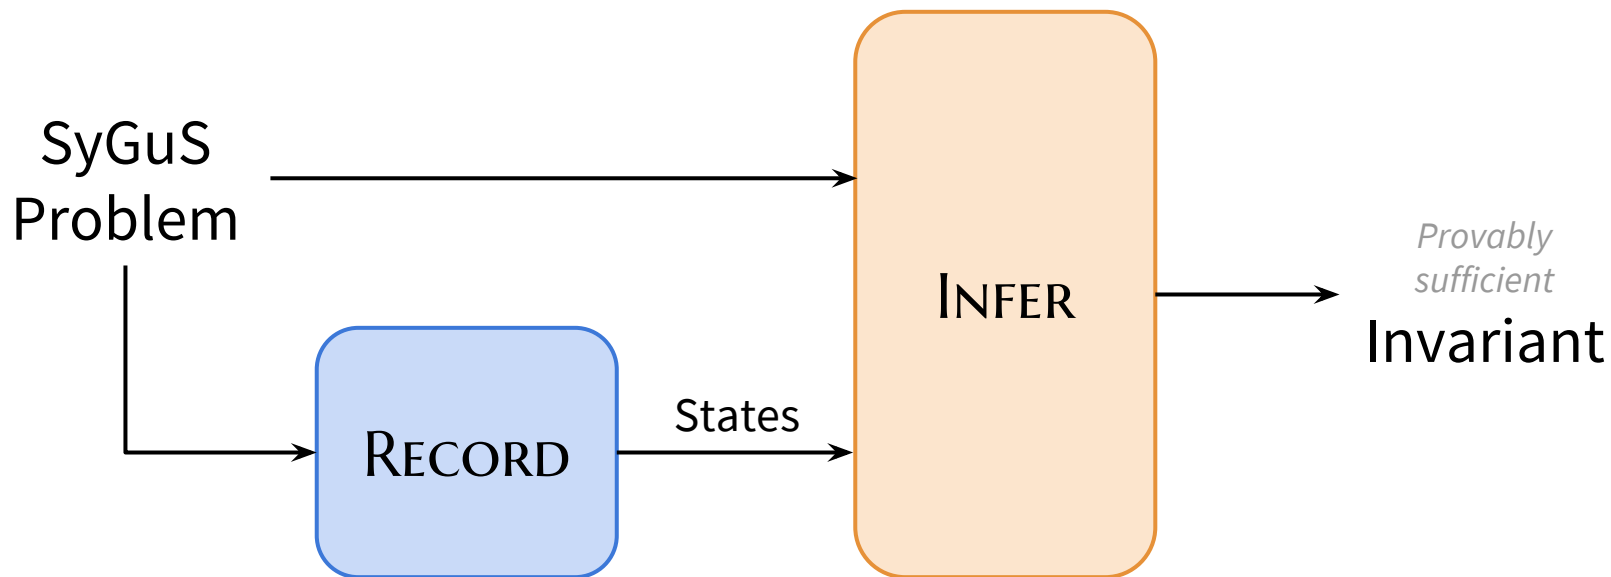 SyGuS
Problem
Provably
sufficient
INFER
Invariant
States
RECORD